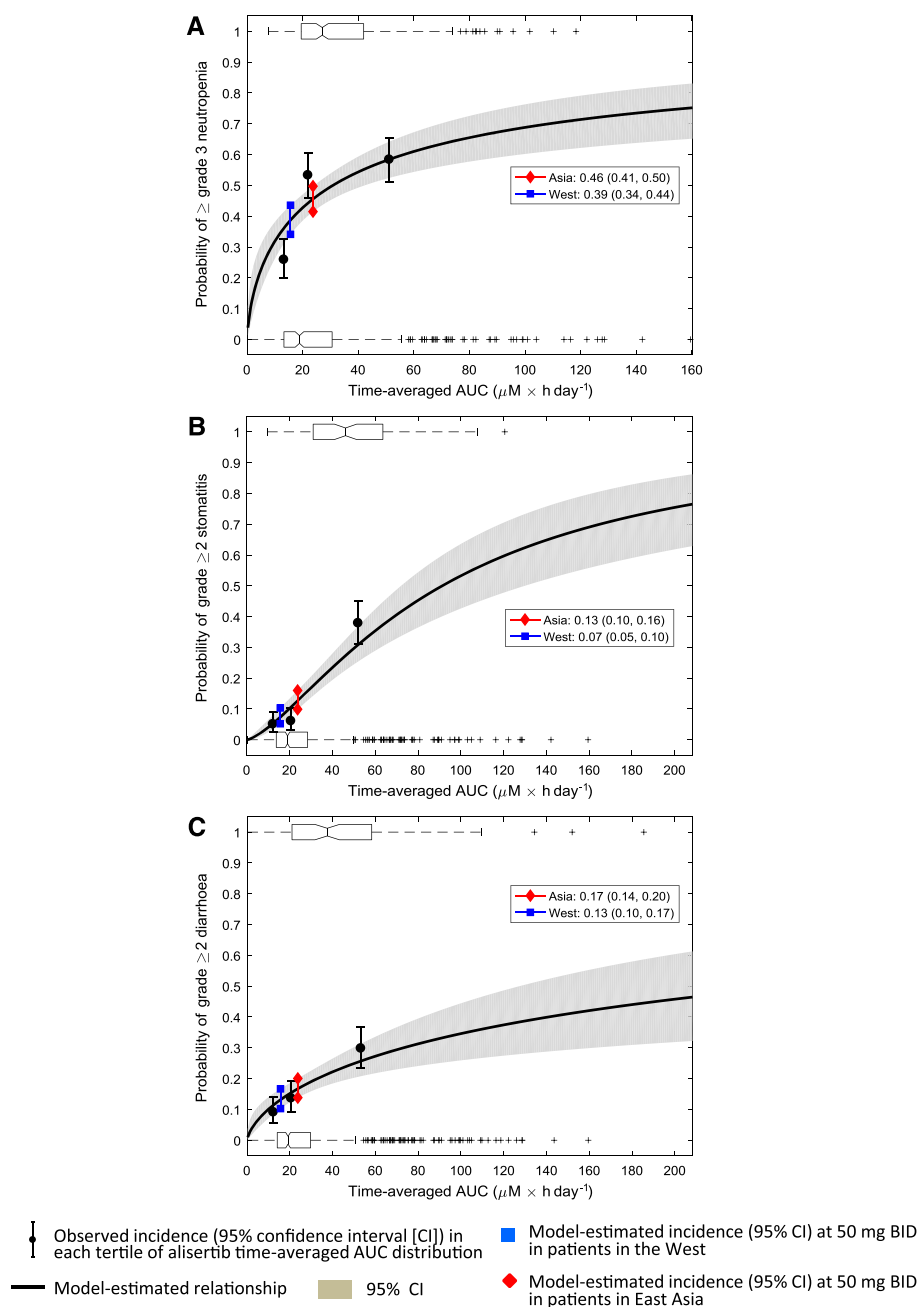 A
1
0.9
0.8
0.7
0.6
0.5
0.4
0.3
0.2
0.1
0
Probability of ≥ grade 3 neutropenia
Asia: 0.46 (0.41, 0.50)
West: 0.39 (0.34, 0.44)
0 20 40 60 80 100 120 140 160
Time-averaged AUC (μM × h day⁻¹)
B
1
0.9
0.8
0.7
0.6
0.5
0.4
0.3
0.2
0.1
0
Probability of grade ≥2 stomatitis
Asia: 0.13 (0.10, 0.16)
West: 0.07 (0.05, 0.10)
0 20 40 60 80 100 120 140 160 180 200
Time-averaged AUC (μM × h day⁻¹)
C
1
0.9
0.8
0.7
0.6
0.5
0.4
0.3
0.2
0.1
0
Probability of grade ≥2 diarrhoea
Asia: 0.17 (0.14, 0.20)
West: 0.13 (0.10, 0.17)
0 20 40 60 80 100 120 140 160 180 200
Time-averaged AUC (μM × h day⁻¹)
Observed incidence (95% confidence interval [CI]) in
each tertile of alisertib time-averaged AUC distribution
Model-estimated relationship
95% CI
Model-estimated incidence (95% CI) at 50 mg BID
in patients in the West
Model-estimated incidence (95% CI) at 50 mg BID
in patients in East Asia